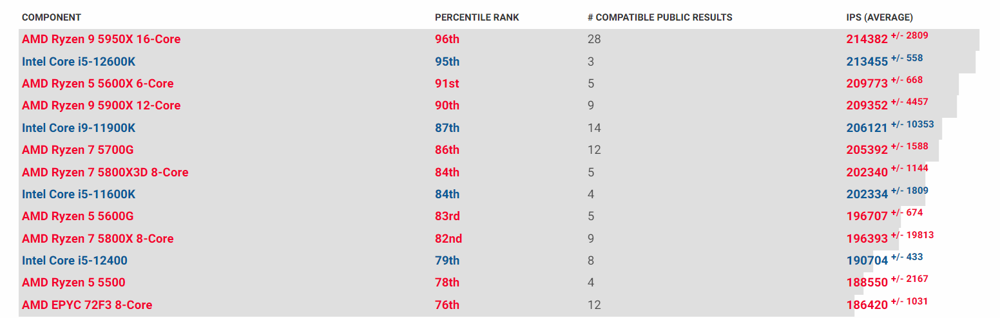 COMPONENT PERCENTILE RANK # COMPATIBLE PUBLIC RESULTS IPS (AVERAGE)
AMD Ryzen 9 5950X 16-Core 96th 28 214382 +/- 2809
Intel Core i5-12600K 95th 3 213455 +/- 558
AMD Ryzen 5 5600X 6-Core 91st 5 209773 +/- 668
AMD Ryzen 9 5900X 12-Core 90th 9 209352 +/- 4457
Intel Core i9-11900K 87th 14 206121 +/- 10353
AMD Ryzen 7 5700G 86th 12 205392 +/- 1588
AMD Ryzen 7 5800X3D 8-Core 84th 5 202340 +/- 1144
Intel Core i5-11600K 84th 4 202334 +/- 1809
AMD Ryzen 5 5600G 83rd 5 196707 +/- 674
AMD Ryzen 7 5800X 8-Core 82nd 9 196393 +/- 19813
Intel Core i5-12400 79th 8 190704 +/- 433
AMD Ryzen 5 5500 78th 4 188550 +/- 2167
AMD EPYC 72F3 8-Core 76th 12 186420 +/- 1031